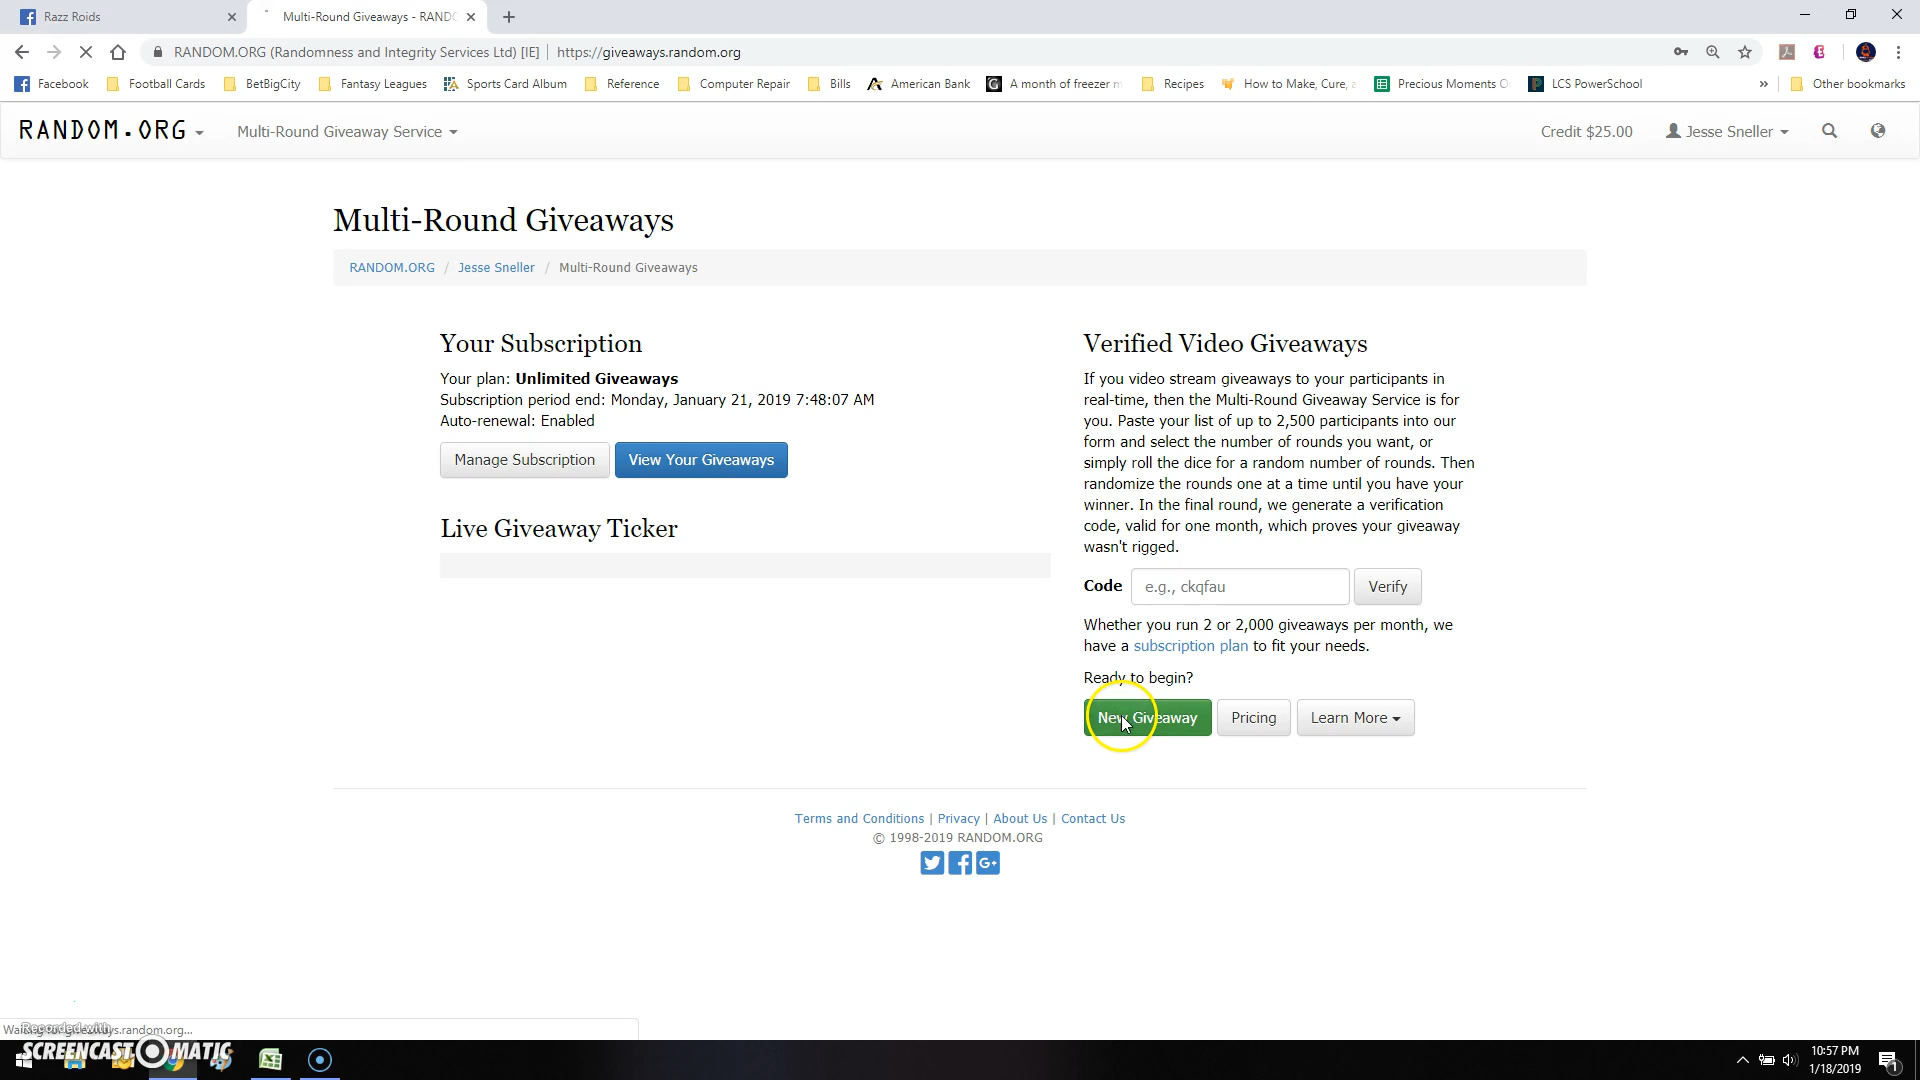 Razz Roids
Multi-Round Giveaways - RAND
RANDOM.ORG (Randomness and Integrity Services Ltd) [IE] | https://giveaways.random.org
Facebook Football Cards BetBigCity Fantasy Leagues Sports Card Album Reference Computer Repair Bills American Bank A month of freezer m Recipes How to Make, Cure, a Precious Moments O LCS PowerSchool » Other bookmarks
RANDOM.ORG Multi-Round Giveaway Service Credit $25.00 Jesse Sneller
Multi-Round Giveaways
RANDOM.ORG / Jesse Sneller / Multi-Round Giveaways
Your Subscription
Your plan: Unlimited Giveaways
Subscription period end: Monday, January 21, 2019 7:48:07 AM
Auto-renewal: Enabled
Manage Subscription View Your Giveaways
Live Giveaway Ticker
Verified Video Giveaways
If you video stream giveaways to your participants in
real-time, then the Multi-Round Giveaway Service is for
you. Paste your list of up to 2,500 participants into our
form and select the number of rounds you want, or
simply roll the dice for a random number of rounds. Then
randomize the rounds one at a time until you have your
winner. In the final round, we generate a verification
code, valid for one month, which proves your giveaway
wasn't rigged.
Code e.g., ckqfau Verify
Whether you run 2 or 2,000 giveaways per month, we
have a subscription plan to fit your needs.
Ready to begin?
New Giveaway Pricing Learn More
Terms and Conditions | Privacy | About Us | Contact Us
© 1998-2019 RANDOM.ORG
Waiting for giveaways.random.org...
Recorded with
SCREENCAST-O-MATIC
10:57 PM
1/18/2019
1